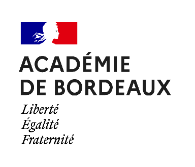 ACADÉMIE
DE BORDEAUX
Liberté
Égalité
Fraternité